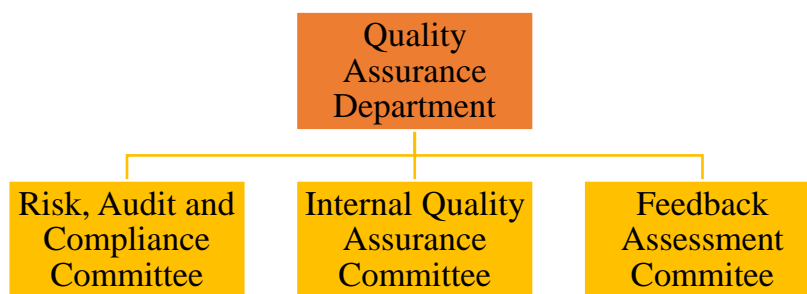 Quality
Assurance
Department
Risk, Audit and
Compliance
Committee
Internal Quality
Assurance
Committee
Feedback
Assessment
Commitee